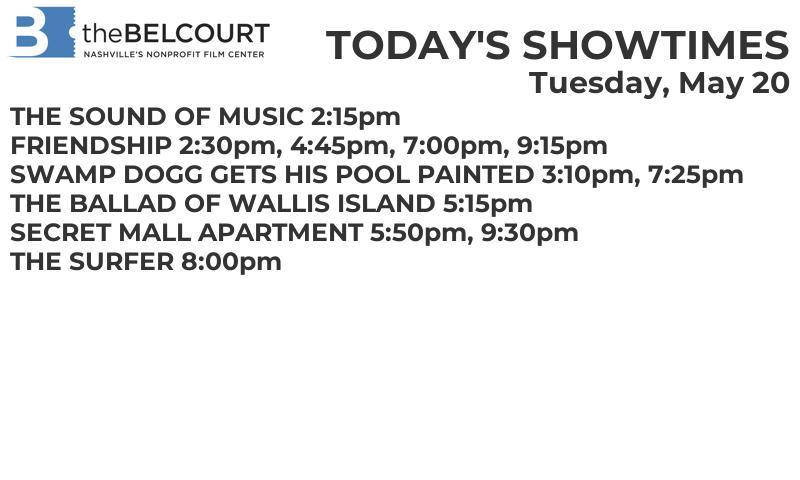 B theBELCOURT
NASHVILLE'S NONPROFIT FILM CENTER
TODAY'S SHOWTIMES
Tuesday, May 20
THE SOUND OF MUSIC 2:15pm
FRIENDSHIP 2:30pm, 4:45pm, 7:00pm, 9:15pm
SWAMP DOGG GETS HIS POOL PAINTED 3:10pm, 7:25pm
THE BALLAD OF WALLIS ISLAND 5:15pm
SECRET MALL APARTMENT 5:50pm, 9:30pm
THE SURFER 8:00pm